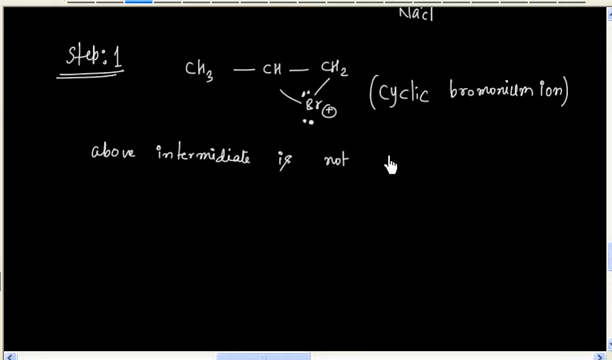 Nacl
Step:1
CH3 — CH — CH2
Br +
(Cyclic bromonium ion)
above intermidiate is not